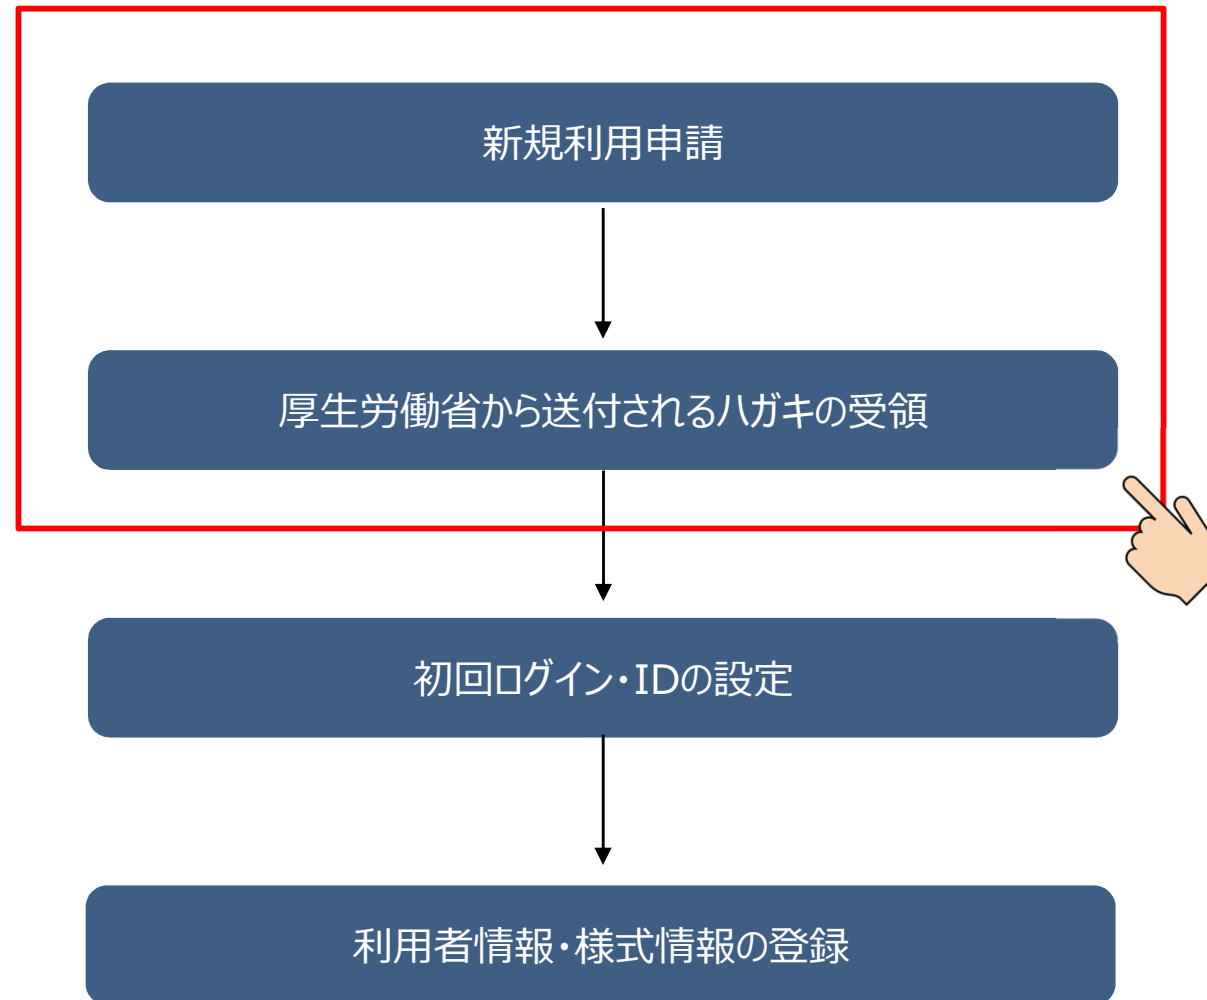 新規利用申請
厚生労働省から送付されるハガキの受領
初回ログイン・IDの設定
利用者情報・様式情報の登録